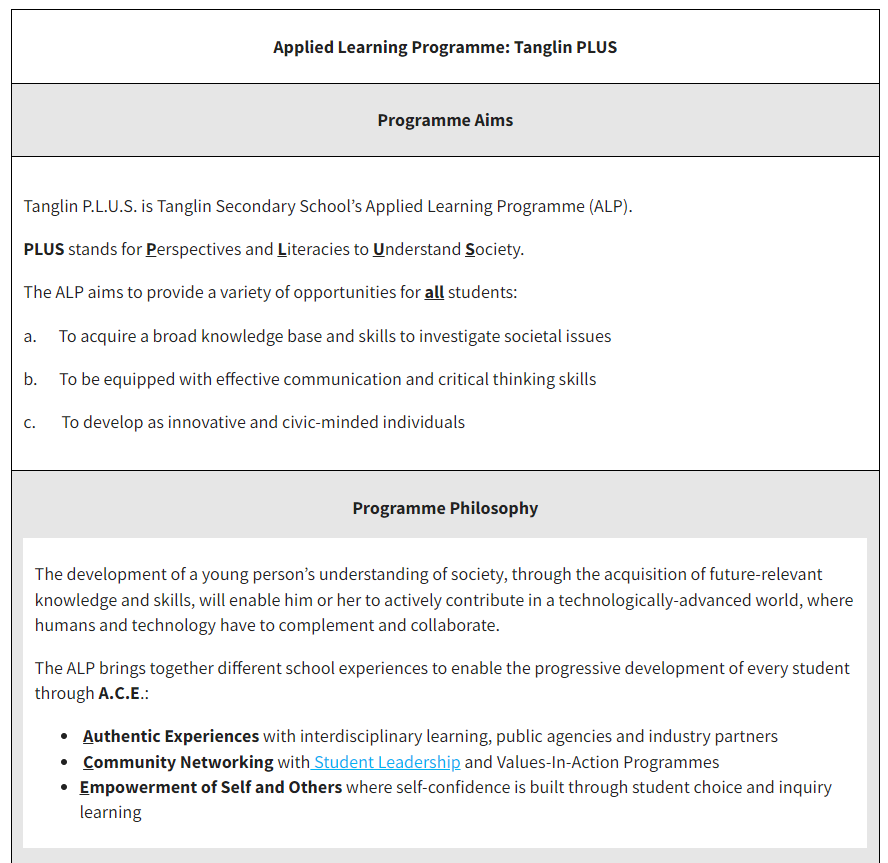 Applied Learning Programme: Tanglin PLUS
Programme Aims
Tanglin P.L.U.S. is Tanglin Secondary School’s Applied Learning Programme (ALP).
PLUS stands for Perspectives and Literacies to Understand Society.
The ALP aims to provide a variety of opportunities for all students:
a. To acquire a broad knowledge base and skills to investigate societal issues
b. To be equipped with effective communication and critical thinking skills
c. To develop as innovative and civic-minded individuals
Programme Philosophy
The development of a young person’s understanding of society, through the acquisition of future-relevant
knowledge and skills, will enable him or her to actively contribute in a technologically-advanced world, where
humans and technology have to complement and collaborate.
The ALP brings together different school experiences to enable the progressive development of every student
through A.C.E.:
• Authentic Experiences with interdisciplinary learning, public agencies and industry partners
• Community Networking with Student Leadership and Values-In-Action Programmes
• Empowerment of Self and Others where self-confidence is built through student choice and inquiry
learning